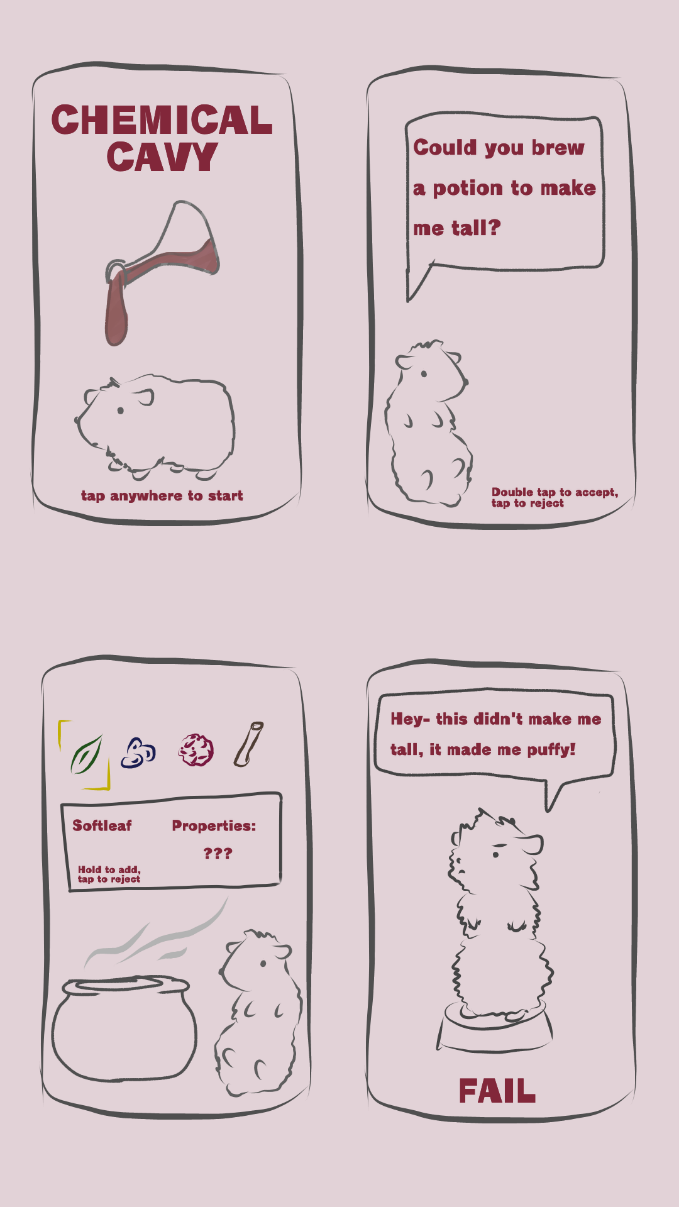 CHEMICAL
CAVY
tap anywhere to start
Could you brew
a potion to make
me tall?
Double tap to accept,
tap to reject
Softleaf
Properties:
???
Hold to add,
tap to reject
Hey- this didn't make me
tall, it made me puffy!
FAIL